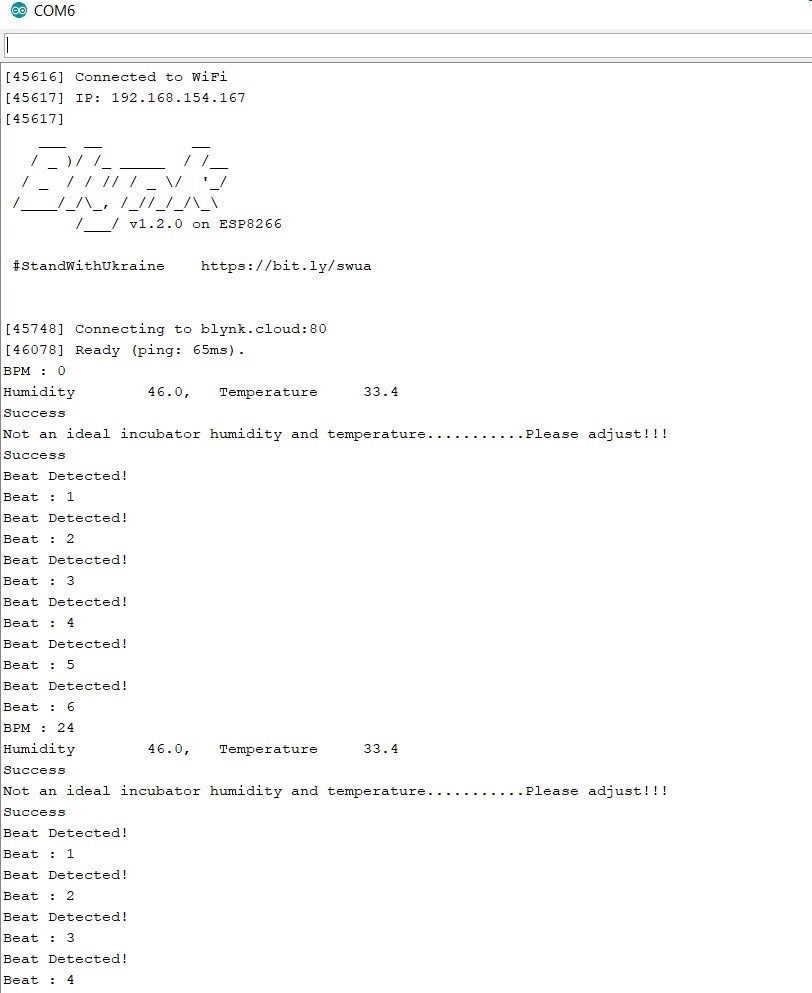 COM6
[45616] Connected to WiFi
[45617] IP: 192.168.154.167
[45617]
    ___  __          __
   / _ )/ /_ _____  / /__
  / _  / / // / _ \/  '_/
 /____/_/\_, /_//_/_/\_\
        /___/ v1.2.0 on ESP8266
 #StandWithUkraine    https://bit.ly/swua
[45748] Connecting to blynk.cloud:80
[46078] Ready (ping: 65ms).
BPM : 0
Humidity        46.0,   Temperature     33.4
Success
Not an ideal incubator humidity and temperature...........Please adjust!!!
Success
Beat Detected!
Beat : 1
Beat Detected!
Beat : 2
Beat Detected!
Beat : 3
Beat Detected!
Beat : 4
Beat Detected!
Beat : 5
Beat Detected!
Beat : 6
BPM : 24
Humidity        46.0,   Temperature     33.4
Success
Not an ideal incubator humidity and temperature...........Please adjust!!!
Success
Beat Detected!
Beat : 1
Beat Detected!
Beat : 2
Beat Detected!
Beat : 3
Beat Detected!
Beat : 4